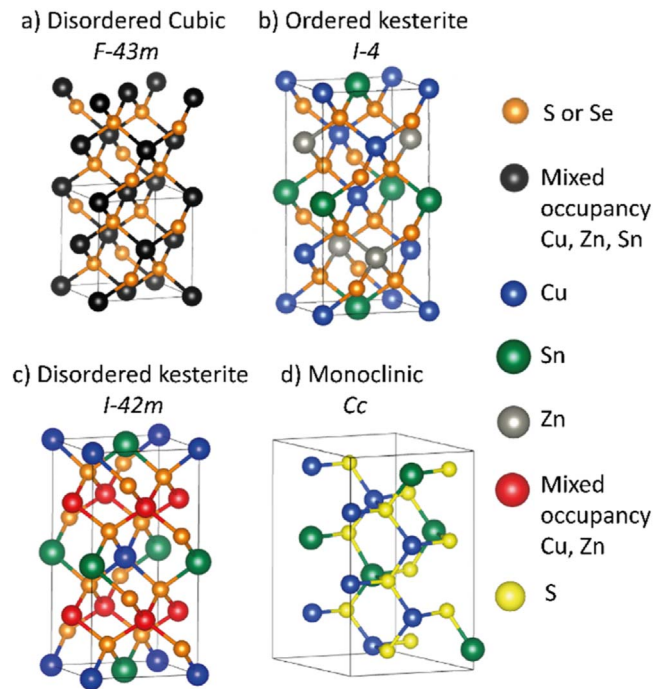 a) Disordered Cubic
F-43m
b) Ordered kesterite
I-4
S or Se
Mixed
occupancy
Cu, Zn, Sn
Cu
Sn
Zn
Mixed
occupancy
Cu, Zn
S
c) Disordered kesterite
I-42m
d) Monoclinic
Cc